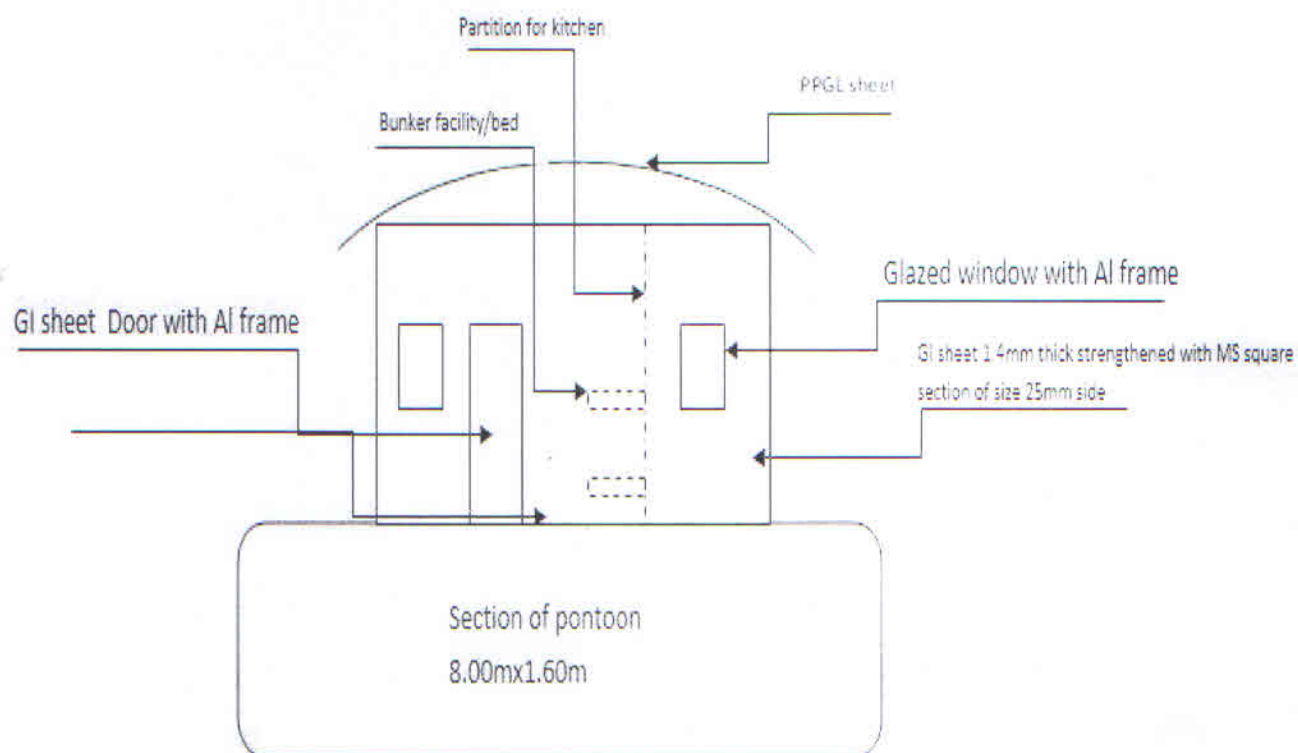 Partition for kitchen
PPGL sheet
Bunker facility/bed
Glazed window with Al frame
GI sheet Door with Al frame
GI sheet 1.4mm thick strengthened with MS square
section of size 25mm side
Section of pontoon
8.00mx1.60m